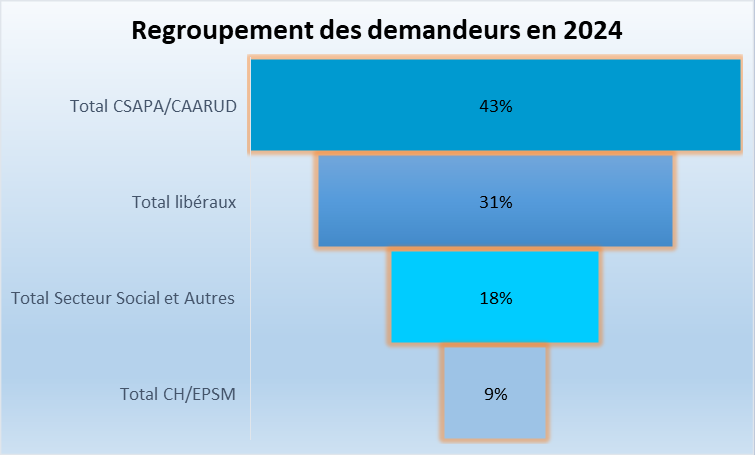 Regroupement des demandeurs en 2024
Total CSAPA/CAARUD 43%
Total libéraux 31%
Total Secteur Social et Autres 18%
Total CH/EPSM 9%